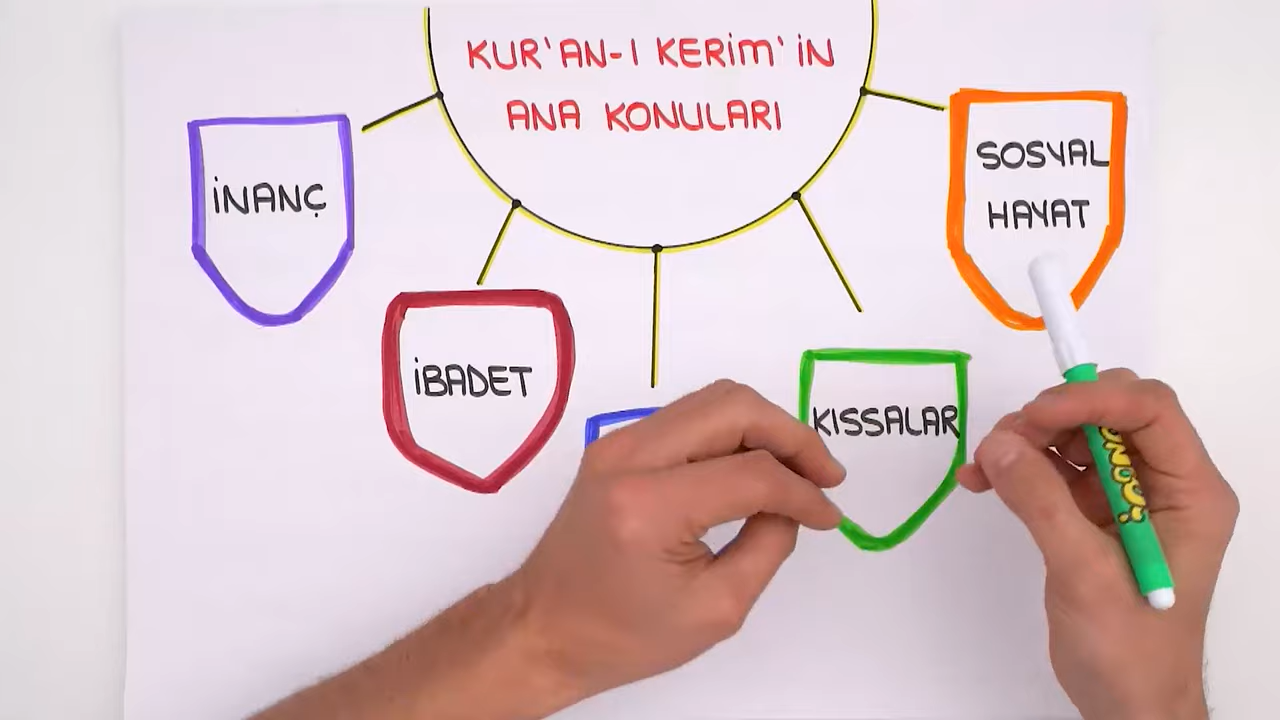 KUR'AN-I KERİM'İN
ANA KONULARI
İNANÇ
İBADET
KISSALAR
SOSYAL
HAYAT